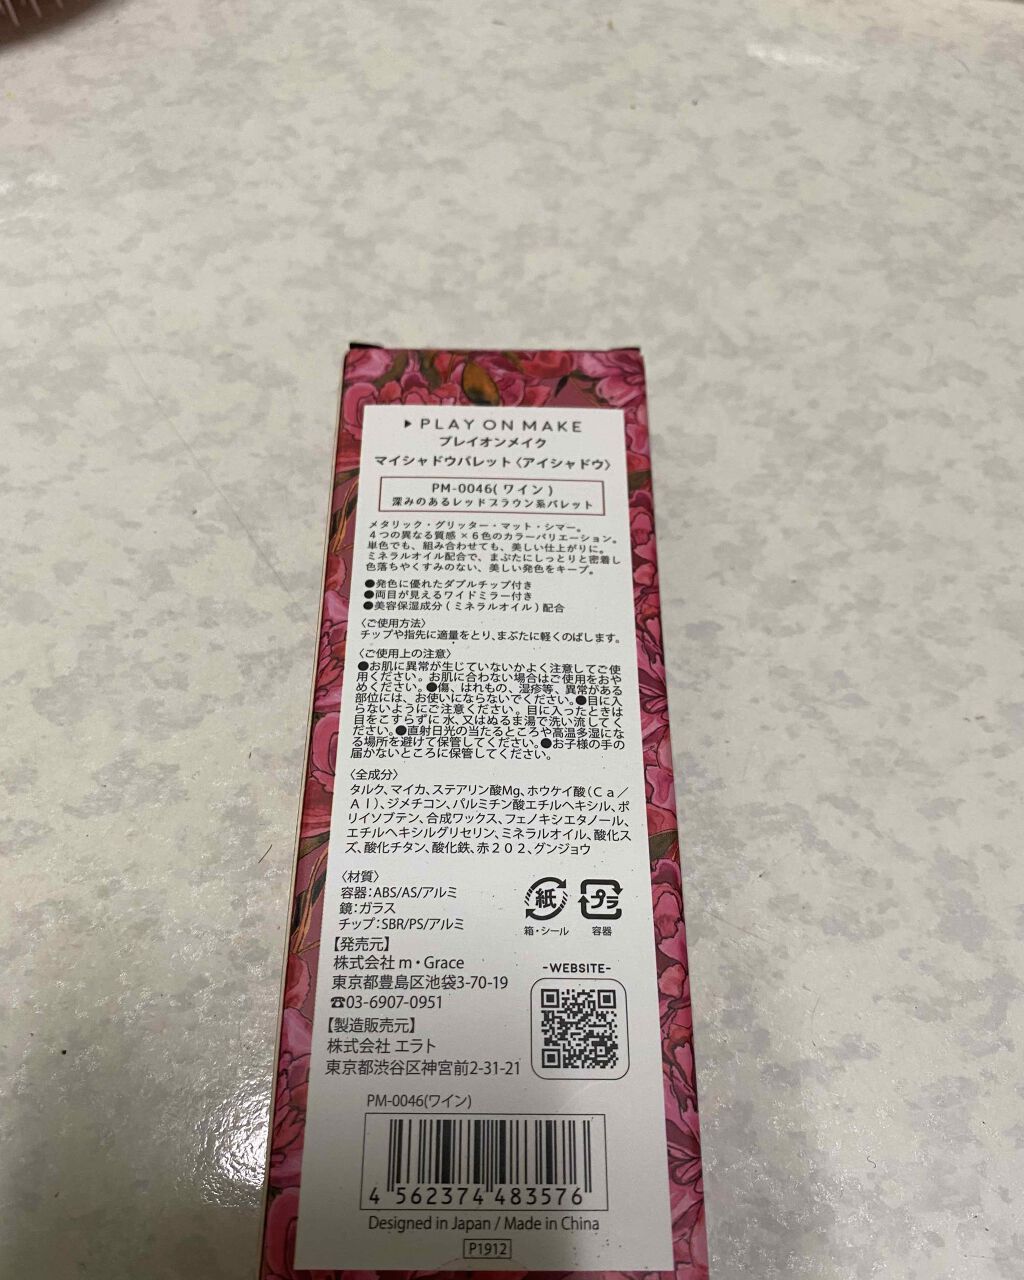 PLAY ON MAKE
プレイオンメイク
マイシャドウパレット〈アイシャドウ〉
PM-0046(ワイン)
深みのあるレッドブラウン系パレット
メタリック・グリッター・マット・シマー。
4つの異なる質感×6色のカラーバリエーション。
単色でも、組み合わせても、美しい仕上がりに。
ミネラルオイル配合で、まぶたにしっとりと密着し
色落ちやくすみのない、美しい発色をキープ。
●発色に優れたダブルチップ付き
●両目が見えるワイドミラー付き
●美容保湿成分(ミネラルオイル)配合
〈ご使用方法〉
チップや指先に適量をとり、まぶたに軽くのばします。
〈ご使用上の注意〉
●お肌に異常が生じていないかよく注意してご使
用ください。お肌に合わない場合はご使用をおや
めください。●傷、はれもの、湿疹等、異常がある
部位には、お使いにならないでください。●目に入
らないようにご注意ください。目に入ったときは
目をこすらずに水、又はぬるま湯で洗い流してく
ださい。●直射日光の当たるところや高温多湿にな
る場所を避けて保管してください。●お子様の手の
届かないところに保管してください。
〈全成分〉
タルク、マイカ、ステアリン酸Mg、ホウケイ酸(Ca/
Al)、ジメチコン、パルミチン酸エチルヘキシル、ポ
リイソブテン、合成ワックス、フェノキシエタノール、
エチルヘキシルグリセリン、ミネラルオイル、酸化ス
ズ、酸化チタン、酸化鉄、赤202、グンジョウ
〈材質〉
容器:ABS/AS/アルミ
鏡:ガラス
チップ:SBR/PS/アルミ
紙
箱・シール
プラ
容器
【発売元】
株式会社m・Grace
東京都豊島区池袋3-70-19
☎03-6907-0951
【製造販売元】
株式会社 エラト
東京都渋谷区神宮前2-31-21
-WEBSITE-
PM-0046(ワイン)
4 562374 483576
Designed in Japan / Made in China
P1912